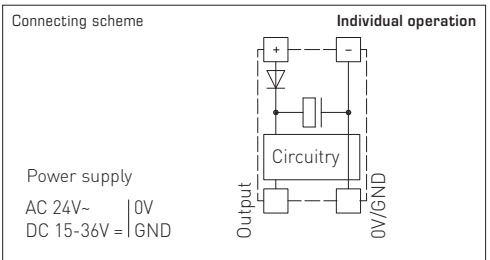 Connecting scheme
Individual operation
+
−
Circuitry
Power supply
AC 24V~ | 0V
DC 15-36V = | GND
Output
0V/GND